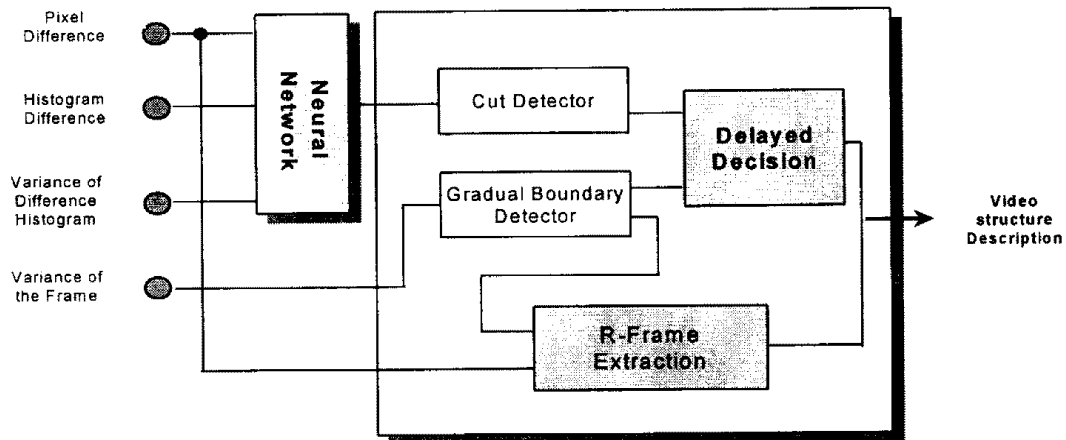 Pixel
Difference
Histogram
Difference
Variance of
Difference
Histogram
Variance of
the Frame
Neural
Network
Cut Detector
Gradual Boundary
Detector
Delayed
Decision
R-Frame
Extraction
Video
structure
Description